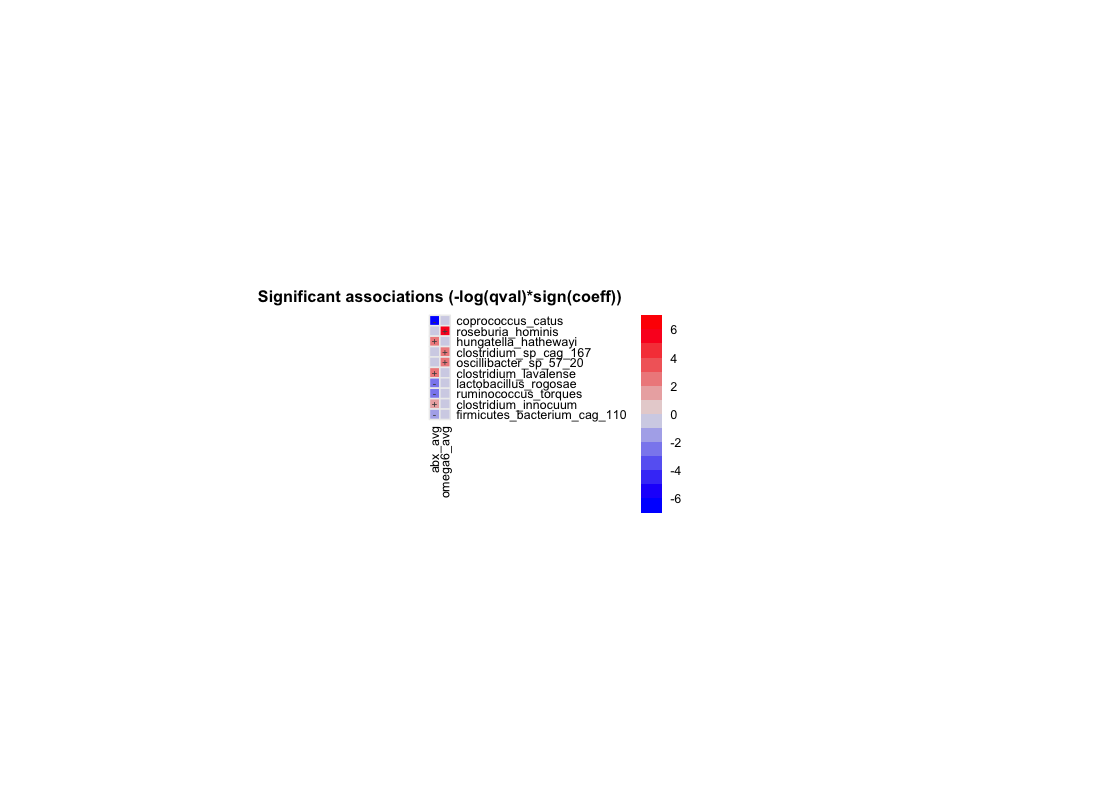 Significant associations (-log(qval)*sign(coeff))
coprococcus_catus
roseburia_hominis
+ hungatella_hathewayi
+ clostridium_sp_cag_167
+ oscillibacter_sp_57_20
+ clostridium_lavalense
- lactobacillus_rogosae
- ruminococcus_torques
+ clostridium_innocuum
- firmicutes_bacterium_cag_110
abx_avg
omega6_avg
6
4
2
0
-2
-4
-6